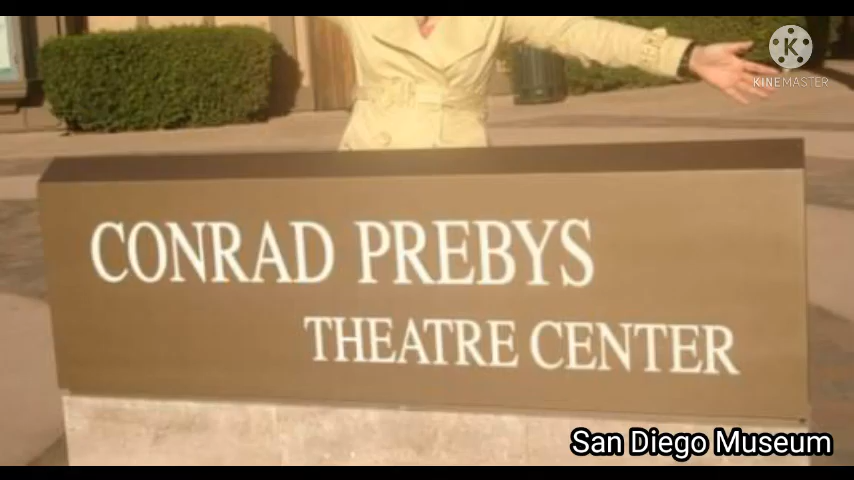 KINEMASTER
CONRAD PREBYS
THEATRE CENTER
San Diego Museum